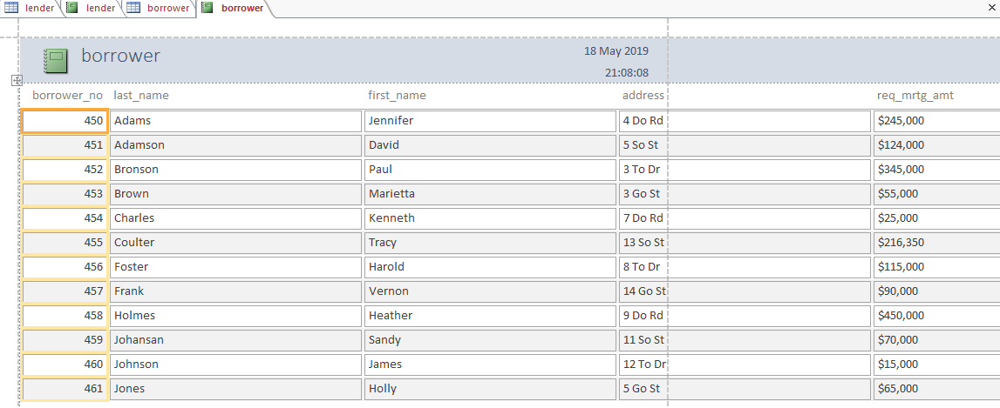 lender lender borrower borrower
borrower 18 May 2019
21:08:08
borrower_no last_name first_name address req_mrtg_amt
450 Adams Jennifer 4 Do Rd $245,000
451 Adamson David 5 So St $124,000
452 Bronson Paul 3 To Dr $345,000
453 Brown Marietta 3 Go St $55,000
454 Charles Kenneth 7 Do Rd $25,000
455 Coulter Tracy 13 So St $216,350
456 Foster Harold 8 To Dr $115,000
457 Frank Vernon 14 Go St $90,000
458 Holmes Heather 9 Do Rd $450,000
459 Johansan Sandy 11 So St $70,000
460 Johnson James 12 To Dr $15,000
461 Jones Holly 5 Go St $65,000